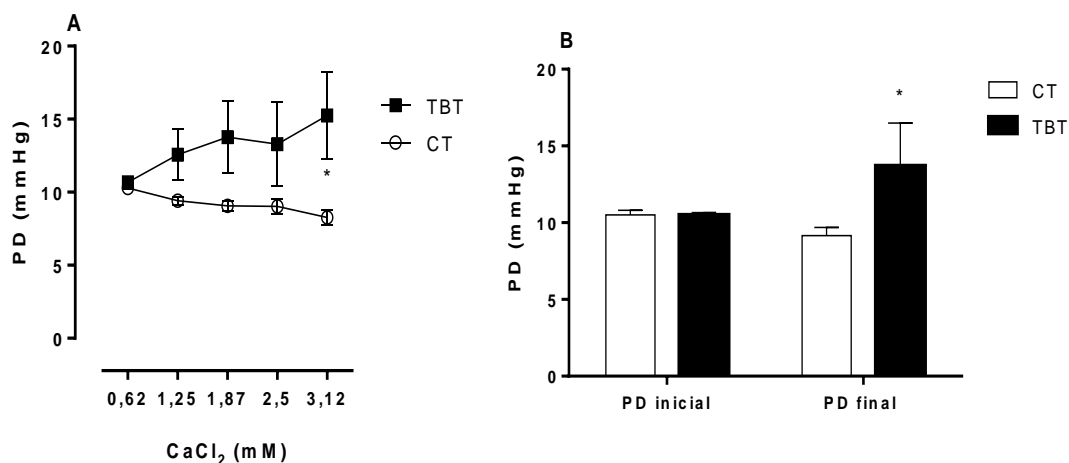 A
20
15
10
5
0
PD (mmHg)
TBT
CT
*
0,62 1,25 1,87 2,5 3,12
CaCl2 (mM)
B
20
15
10
5
0
PD (mmHg)
CT
TBT
*
PD inicial PD final